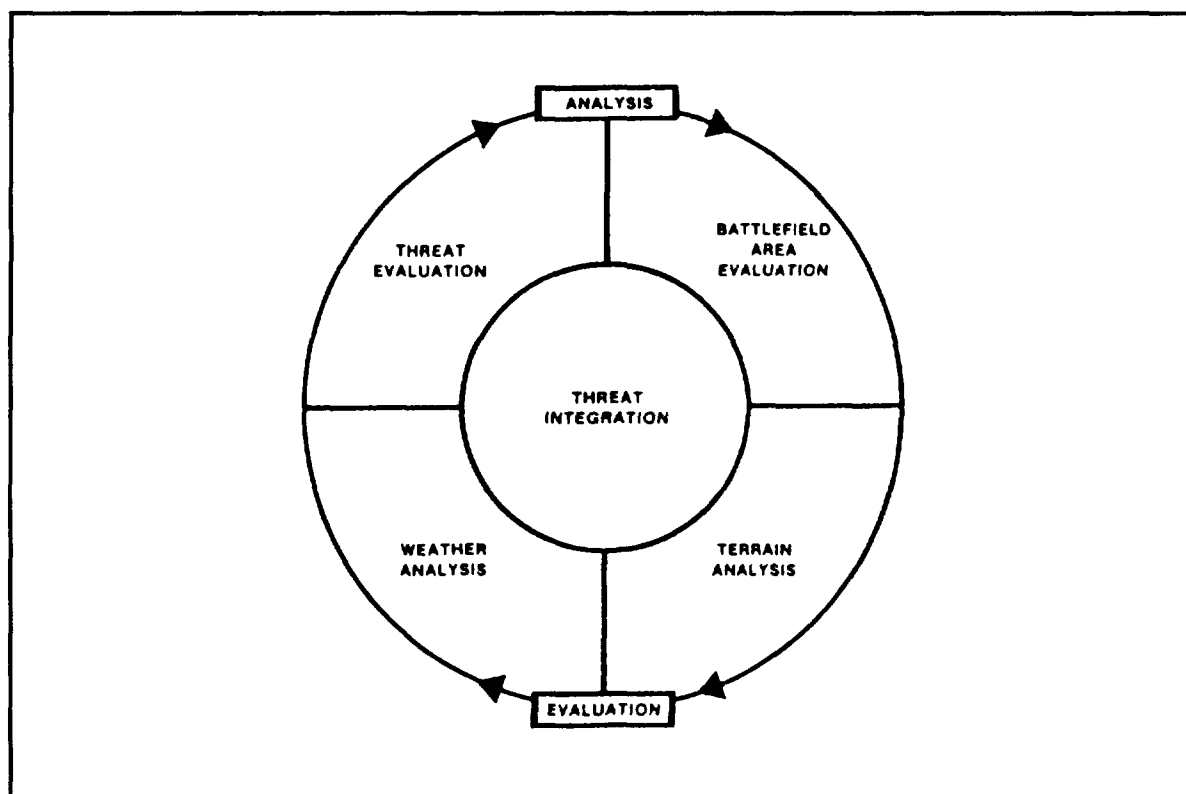 ANALYSIS
THREAT
EVALUATION
BATTLEFIELD
AREA
EVALUATION
THREAT
INTEGRATION
WEATHER
ANALYSIS
TERRAIN
ANALYSIS
EVALUATION